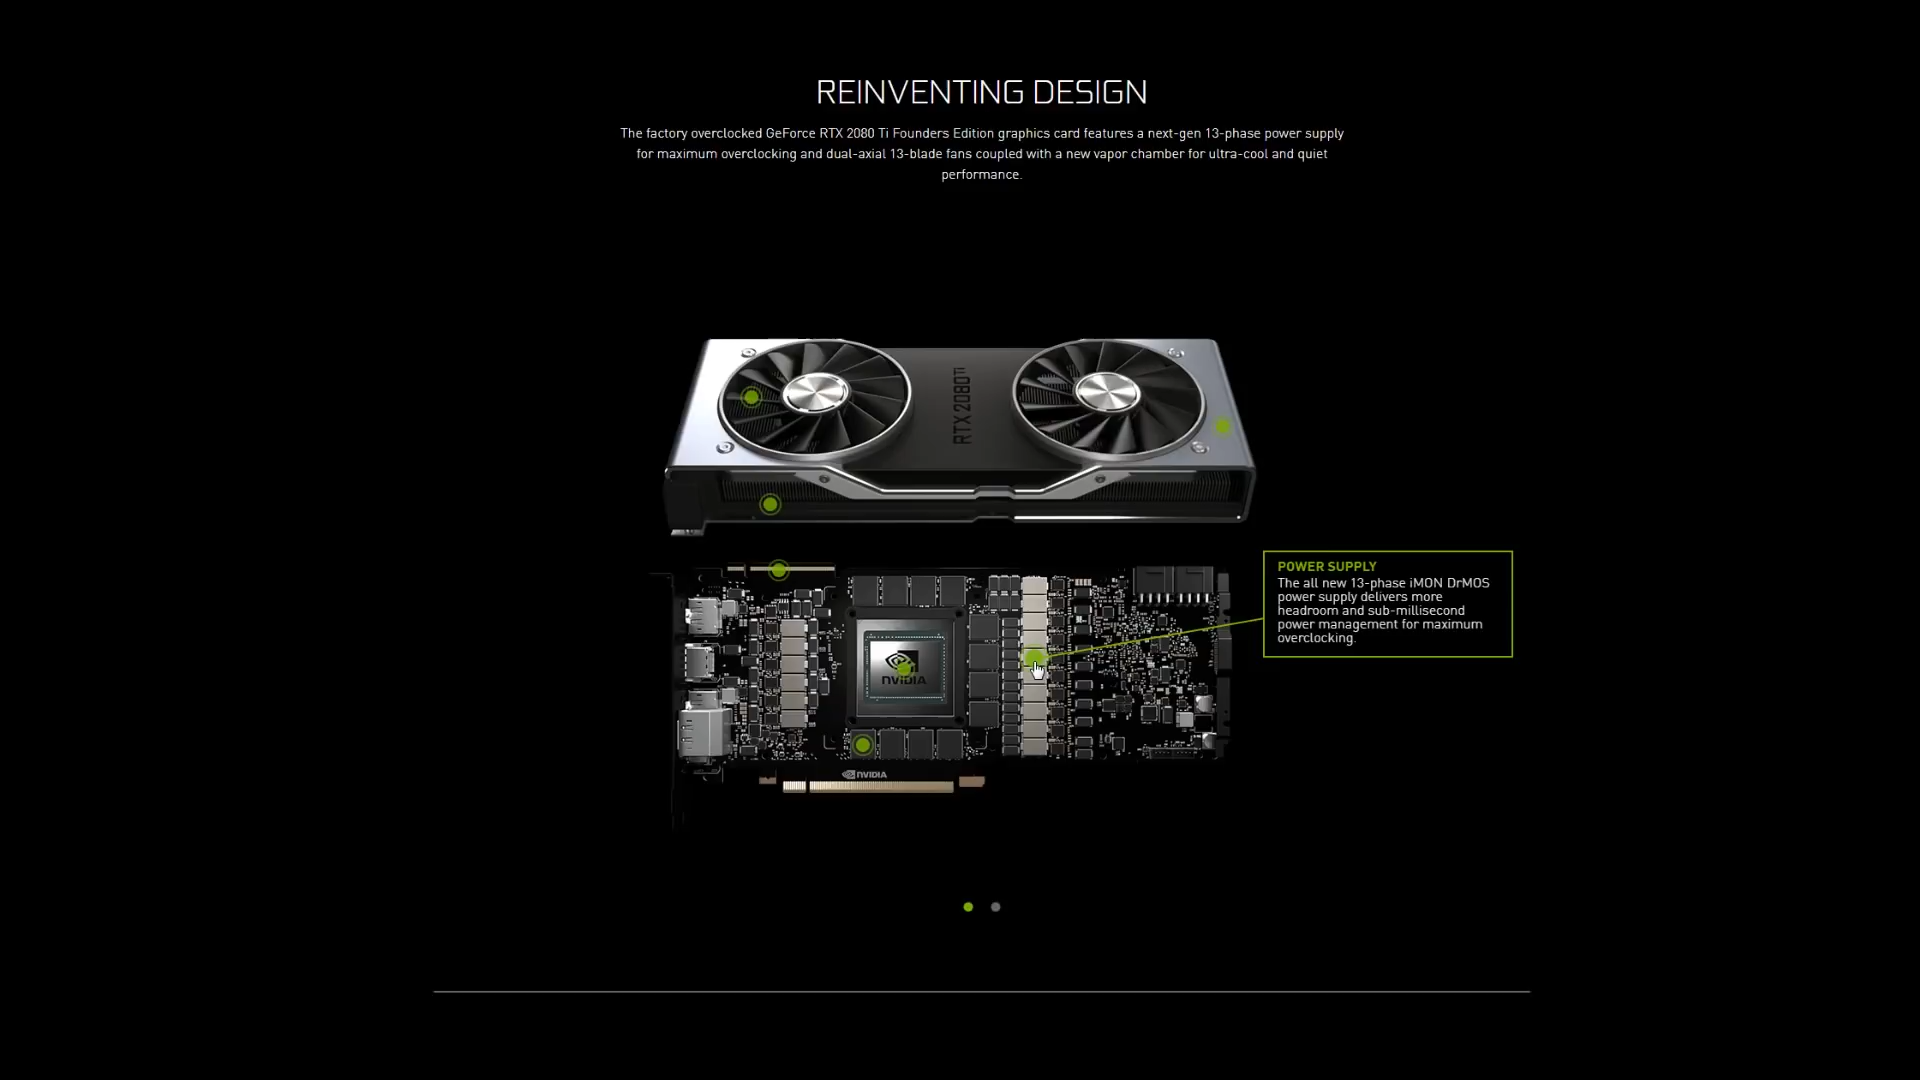 REINVENTING DESIGN
The factory overclocked GeForce RTX 2080 Ti Founders Edition graphics card features a next-gen 13-phase power supply
for maximum overclocking and dual-axial 13-blade fans coupled with a new vapor chamber for ultra-cool and quiet
performance.
RTX 2080 TI
POWER SUPPLY
The all new 13-phase iMON DrMOS
power supply delivers more
headroom and sub-millisecond
power management for maximum
overclocking.
NVIDIA
NVIDIA